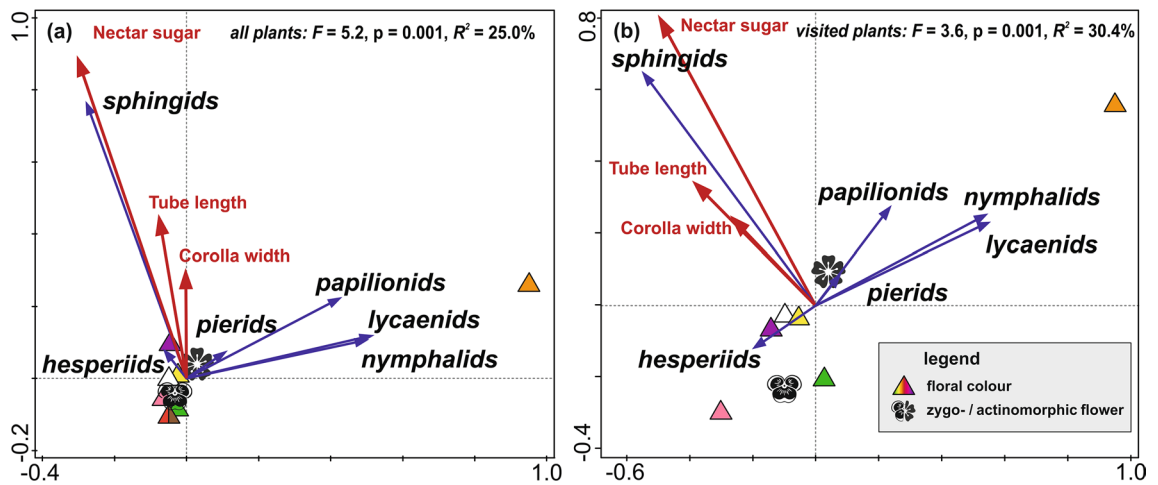 (a)
all plants: F = 5.2, p = 0.001, R² = 25.0%
1.0
Nectar sugar
sphingids
Tube length
Corolla width
papilionids
pierids
lycaenids
hesperiids
nymphalids
-0.2
-0.4
1.0
(b)
visited plants: F = 3.6, p = 0.001, R² = 30.4%
0.8
Nectar sugar
sphingids
Tube length
papilionids
nymphalids
Corolla width
lycaenids
pierids
hesperiids
legend
floral colour
zygo- / actinomorphic flower
-0.4
-0.6
1.0